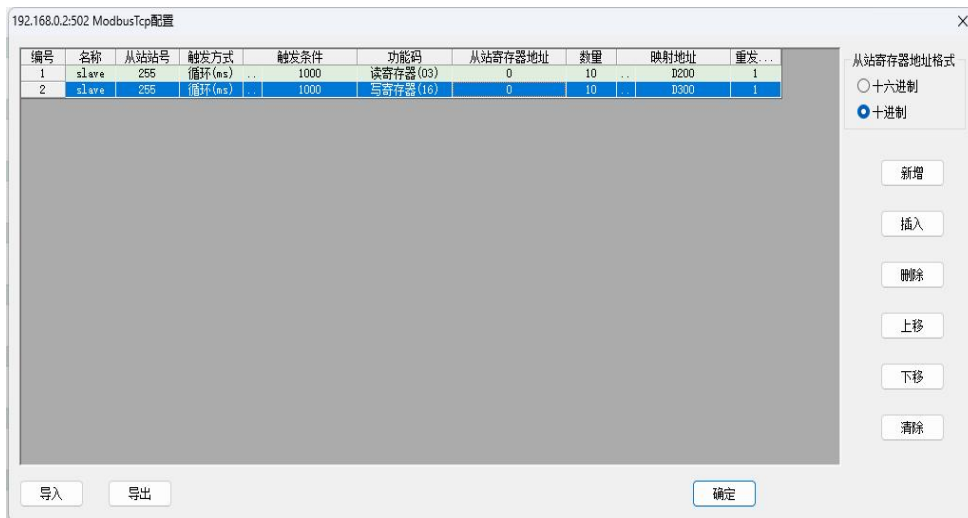 192.168.0.2:502 ModbusTcp配置
编号 名称 从站站号 触发方式 触发条件 功能码 从站寄存器地址 数量 映射地址 重发...
1 slave 255 循环(ms) .. 1000 读寄存器(03) 0 10 .. D200 1
2 slave 255 循环(ms) .. 1000 写寄存器(16) 0 10 .. D300 1
从站寄存器地址格式
十六进制
十进制
新增
插入
删除
上移
下移
清除
导入 导出 确定